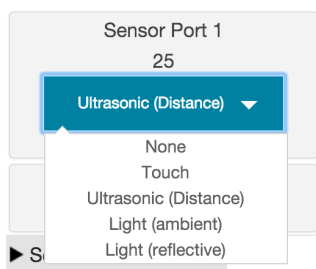 Sensor Port 1
25
Ultrasonic (Distance)
None
Touch
Ultrasonic (Distance)
Light (ambient)
Light (reflective)